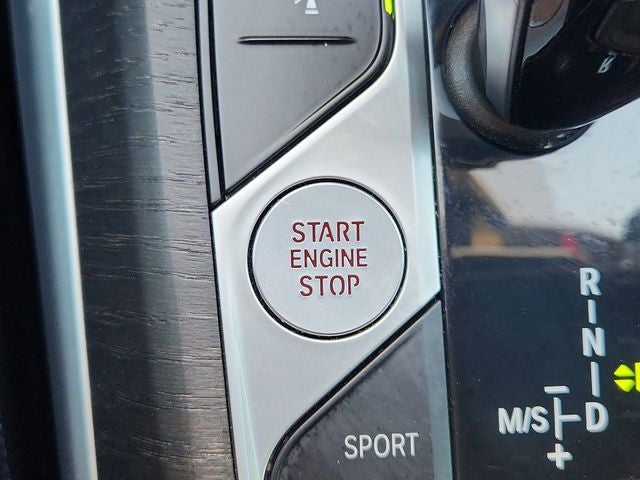 START
ENGINE
STOP
R
N
M/S
D
−
+
SPORT